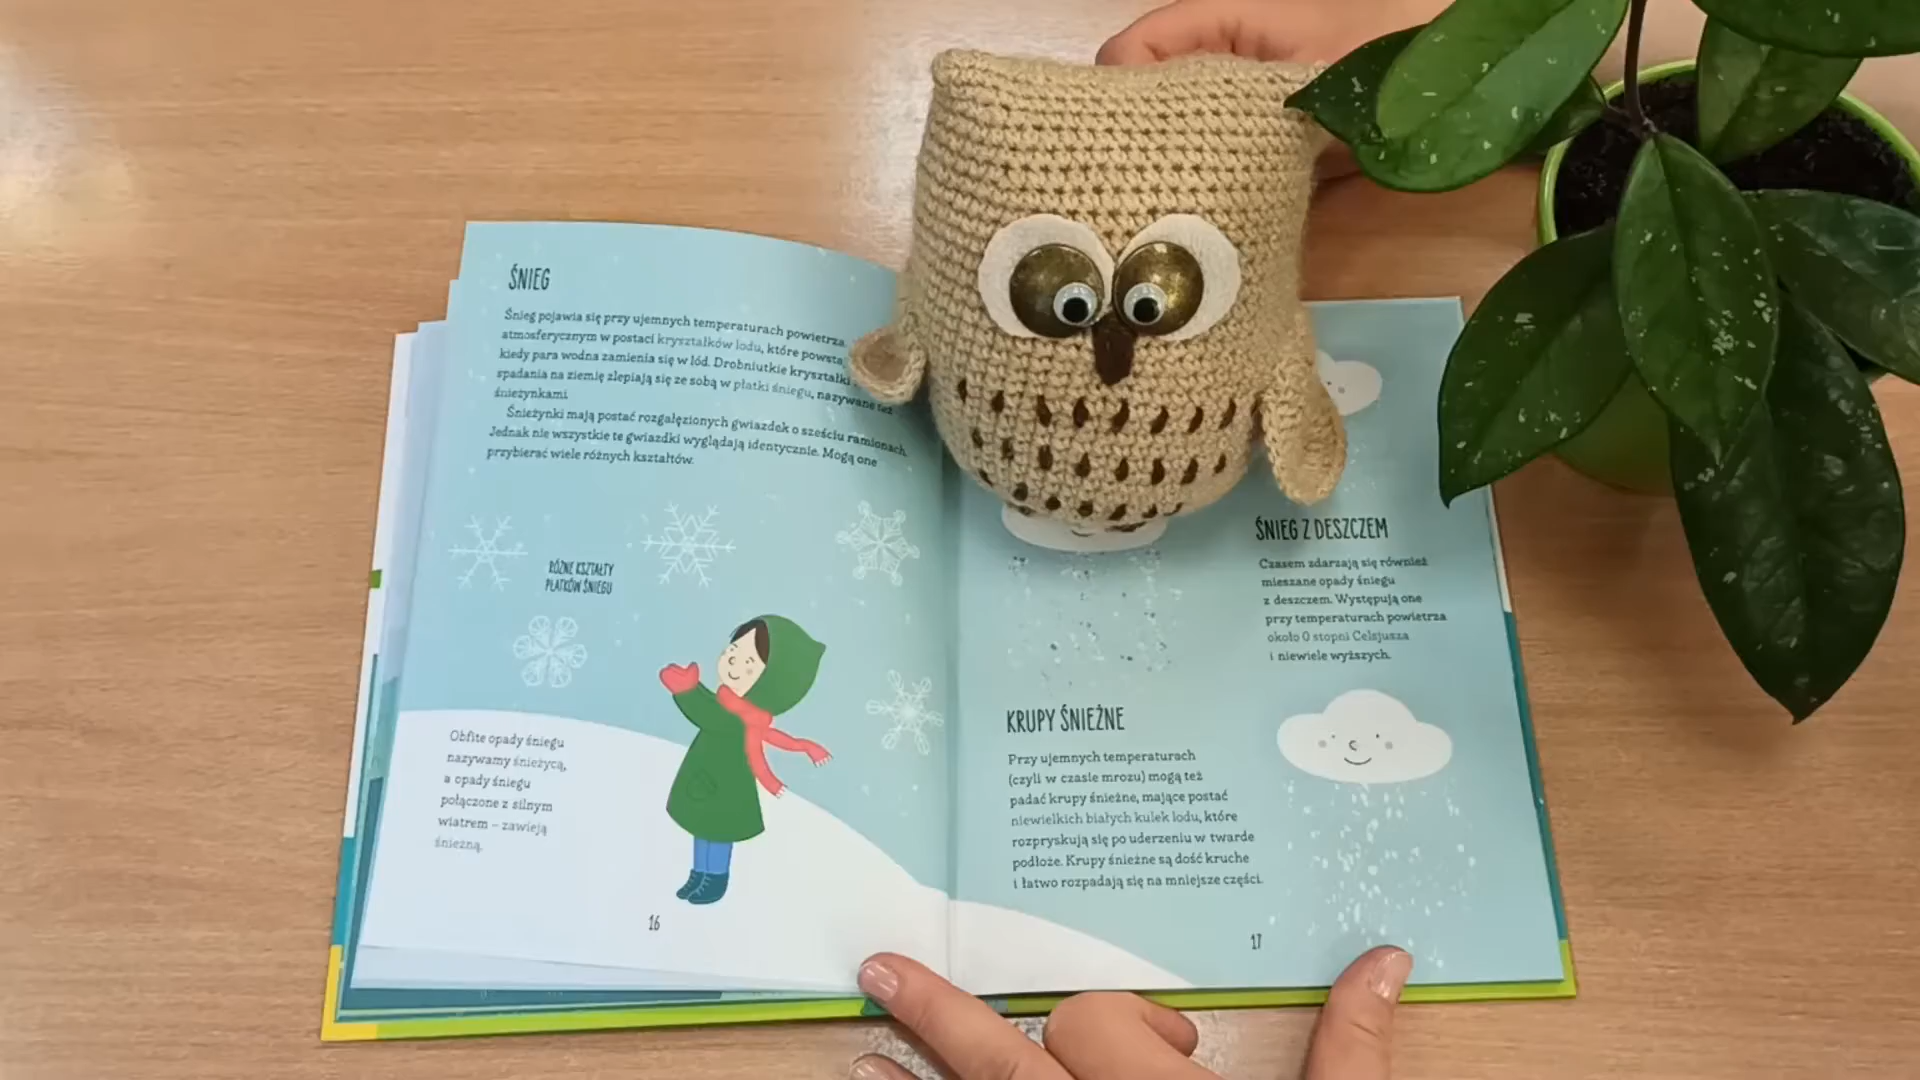 ŚNIEG
Śnieg pojawia się przy ujemnych temperaturach powietrza
atmosferycznym w postaci kryształków lodu, które
kiedy para wodna zamienia się w lód. Drobniutkie kryształki
spadania na ziemię zlepiają się ze sobą w płatki śniegu, nazywane też
śnieżynkami.
Śnieżynki mają postać rozgałęzionych gwiazdek o sześciu ramionach.
Jednak nie wszystkie te gwiazdki wyglądają identycznie. Mogą one
przybierać wiele różnych kształtów.
RÓŻNE KSZTAŁTY
PŁATKÓW ŚNIEGU
Obfite opady śniegu
nazywamy śnieżycą,
a opady śniegu
połączone z silnym
wiatrem – zawieją
śnieżną.
16
ŚNIEG Z DESZCZEM
Czasem zdarzają się również
mieszane opady śniegu
z deszczem. Występują one
przy temperaturach powietrza
około 0 stopni Celsjusza
i niewiele wyższych.
KRUPY ŚNIEŻNE
Przy ujemnych temperaturach
(czyli w czasie mrozu) mogą też
padać krupy śnieżne, mające postać
niewielkich białych kulek lodu, które
rozpryskują się po uderzeniu w twarde
podłoże. Krupy śnieżne są dość kruche
i łatwo rozpadają się na mniejsze części.
17